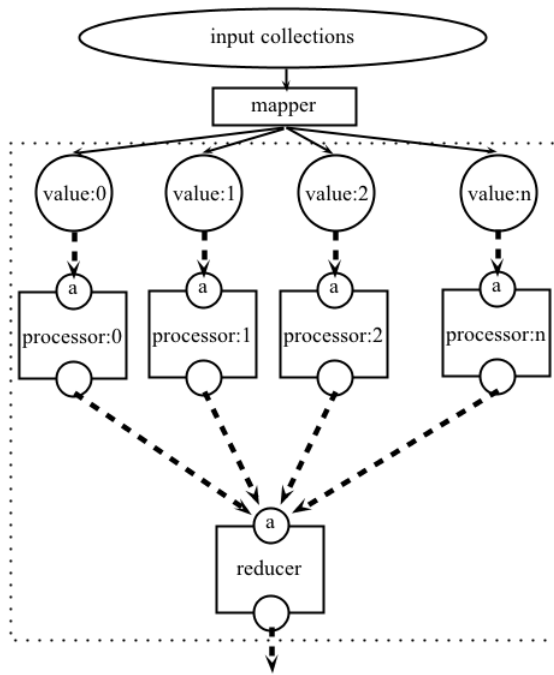 input collections
mapper
value:0 value:1 value:2 value:n
a a a a
processor:0 processor:1 processor:2 processor:n
a
reducer